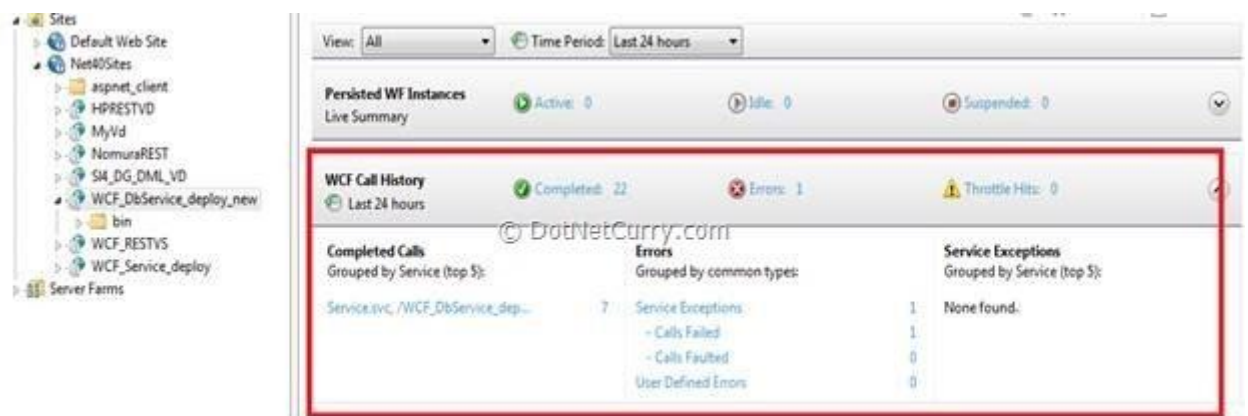 Sites
Default Web Site
Net40Sites
aspnet_client
HPRESTVD
MyVd
NomuraREST
SI4_DG_DML_VD
WCF_DbService_deploy_new
bin
WCF_RESTVS
WCF_Service_deploy
Server Farms
View: All
Time Period: Last 24 hours
Persisted WF Instances
Live Summary
Active: 0
Idle: 0
Suspended: 0
WCF Call History
Last 24 hours
Completed: 22
Errors: 1
Throttle Hits: 0
© DotNetCurry.com
Completed Calls
Grouped by Service (top 5):
Service.svc, /WCF_DbService_dep... 7
Errors
Grouped by common types:
Service Exceptions 1
- Calls Failed 1
- Calls Faulted 0
User Defined Errors 0
Service Exceptions
Grouped by Service (top 5):
None found.